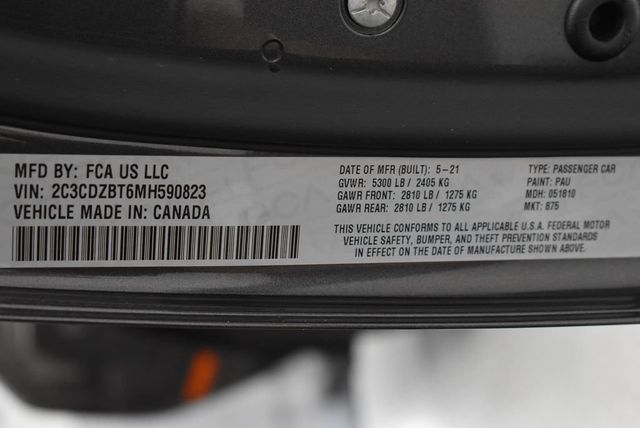 MFD BY: FCA US LLC
VIN: 2C3CDZBT6MH590823
VEHICLE MADE IN: CANADA
DATE OF MFR (BUILT): 5-21
GVWR: 5300 LB / 2405 KG
GAWR FRONT: 2810 LB / 1275 KG
GAWR REAR: 2810 LB / 1275 KG
TYPE: PASSENGER CAR
PAINT: PAU
MDH: 051810
MKT: 875
THIS VEHICLE CONFORMS TO ALL APPLICABLE U.S.A. FEDERAL MOTOR
VEHICLE SAFETY, BUMPER, AND THEFT PREVENTION STANDARDS
IN EFFECT ON THE DATE OF MANUFACTURE SHOWN ABOVE.